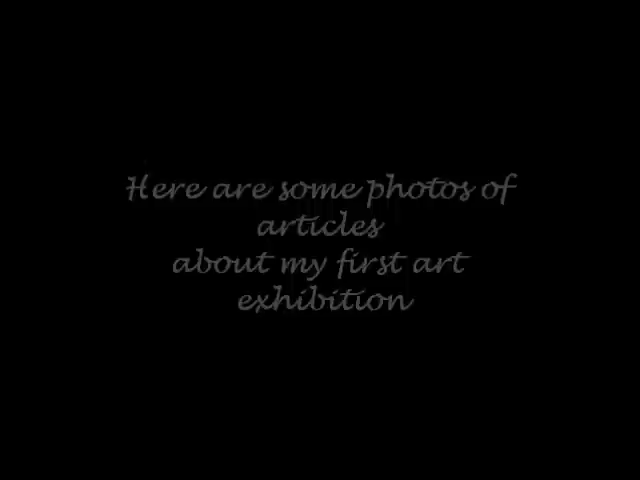 Here are some photos of
articles
about my first art
exhibition